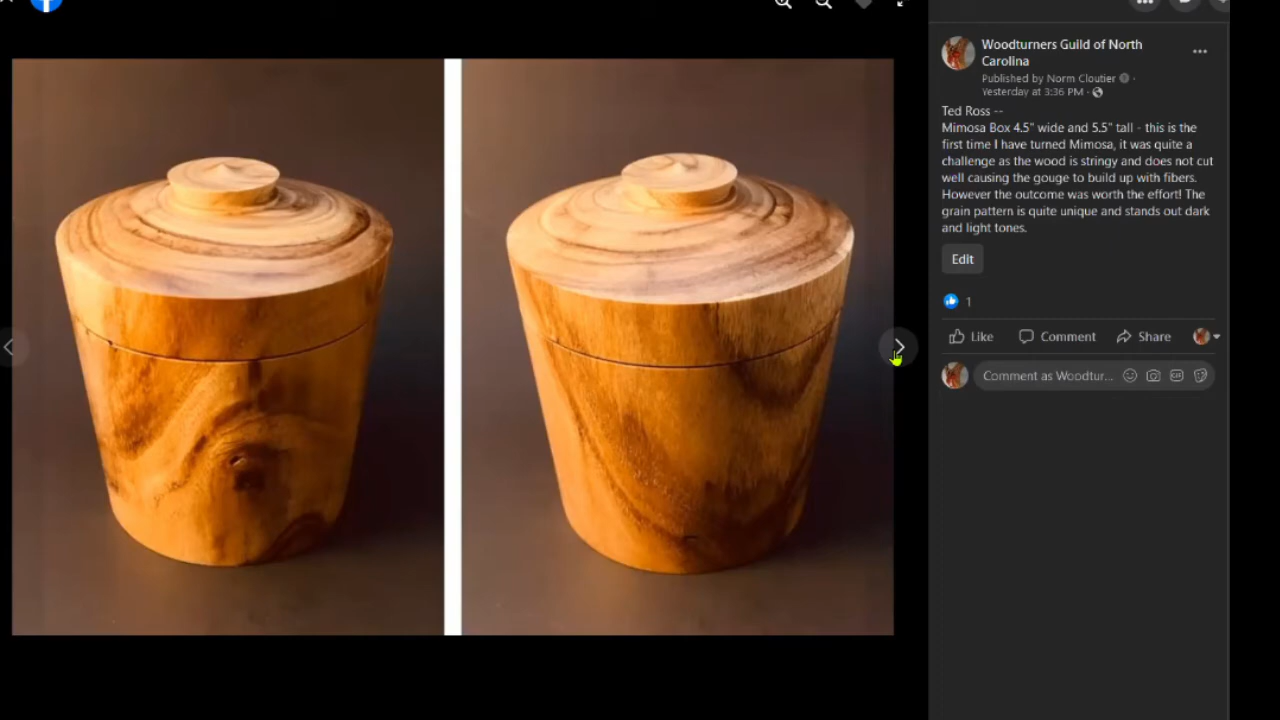 Woodturners Guild of North
Carolina
Published by Norm Cloutier
Yesterday at 3:36 PM ·
Ted Ross --
Mimosa Box 4.5" wide and 5.5" tall - this is the
first time I have turned Mimosa, it was quite a
challenge as the wood is stringy and does not cut
well causing the gouge to build up with fibers.
However the outcome was worth the effort! The
grain pattern is quite unique and stands out dark
and light tones.
Edit
1
Like Comment Share
Comment as Woodtur... GIF